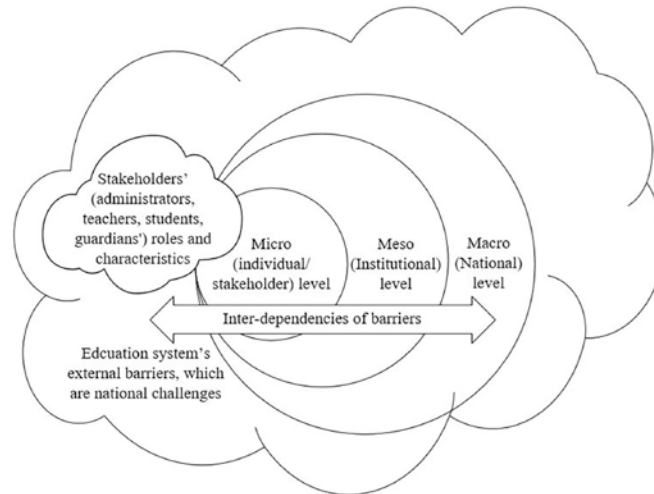 Stakeholders'
(administrators,
teachers, students,
guardians') roles and
characteristics
Micro
(individual/
stakeholder) level
Meso
(Institutional)
level
Macro
(National)
level
Inter-dependencies of barriers
Edcuation system's
external barriers, which
are national challenges